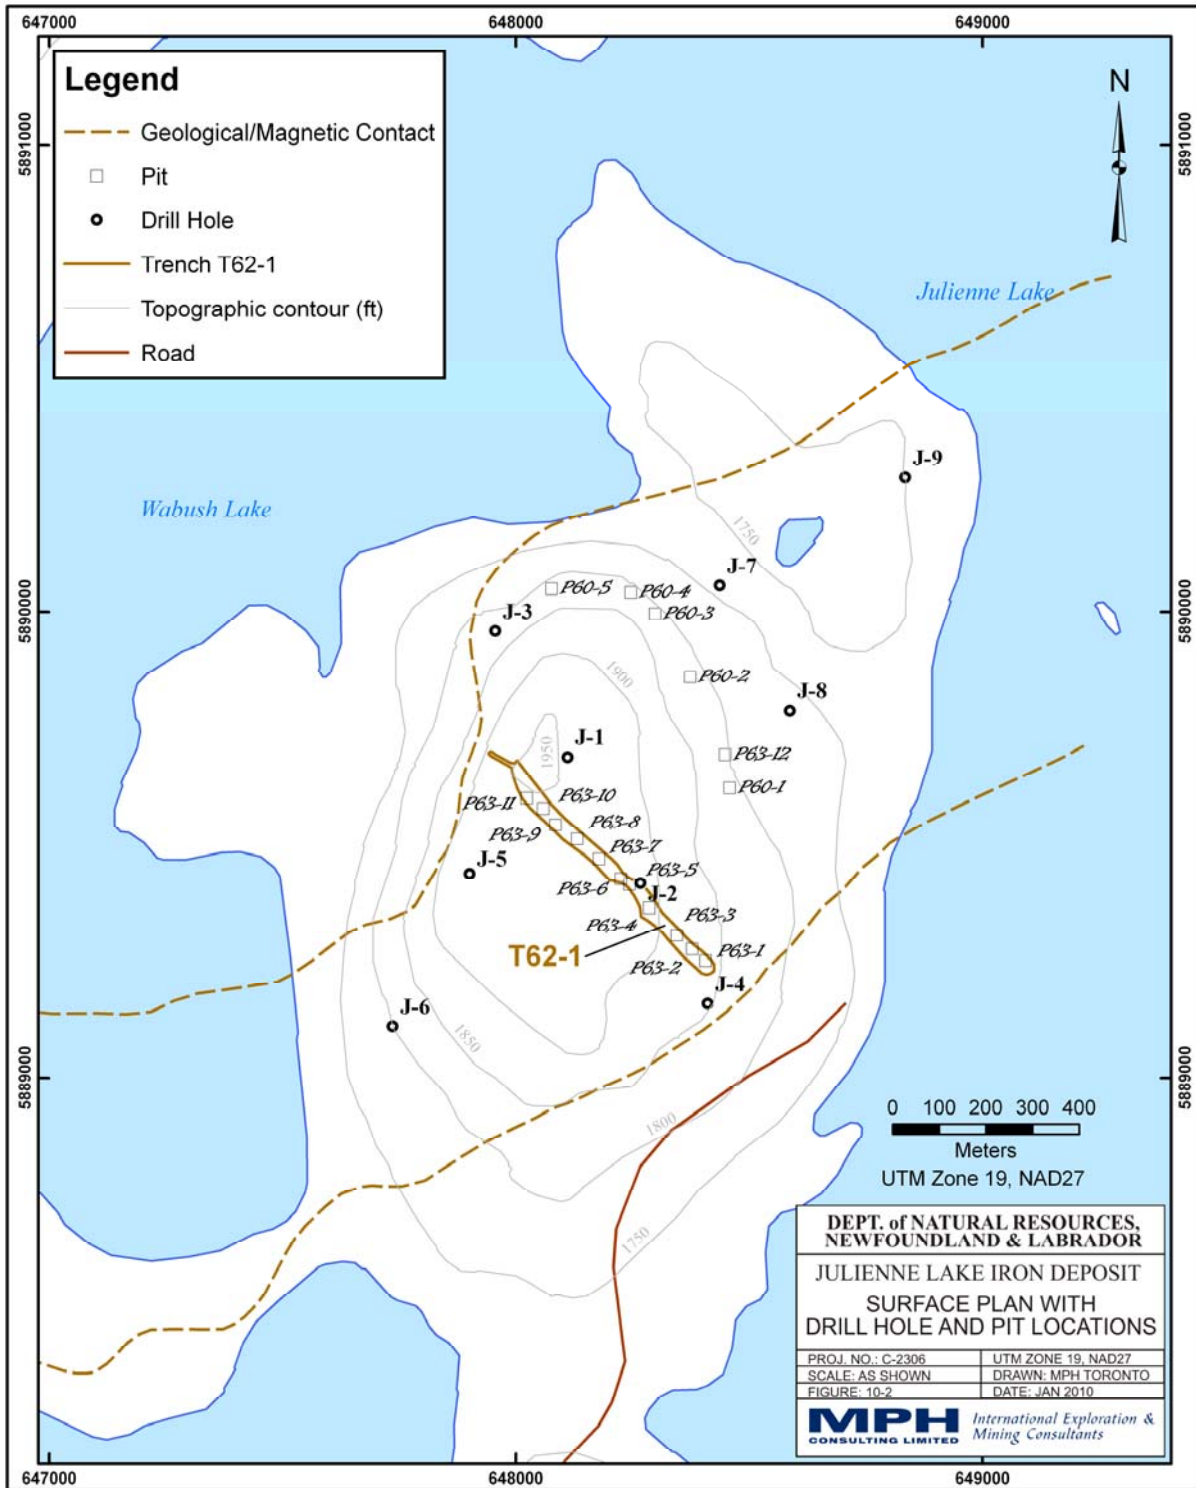 647000
648000
649000
Legend
Geological/Magnetic Contact
Pit
Drill Hole
Trench T62-1
Topographic contour (ft)
Road
N
5891000
5891000
Julienne Lake
Wabush Lake
J-9
1750
J-7
P60-5
P60-4
P60-3
J-3
5890000
5890000
1900
P60-2
J-8
J-1
1950
P63-12
P60-1
P63-11
P63-10
P63-9
P63-8
P63-7
J-5
P63-5
P63-6
J-2
P63-4
P63-3
T62-1
P63-2
P63-1
J-4
J-6
1850
5889000
5889000
1800
0 100 200 300 400
Meters
UTM Zone 19, NAD27
1750
DEPT. of NATURAL RESOURCES,
NEWFOUNDLAND & LABRADOR
JULIENNE LAKE IRON DEPOSIT
SURFACE PLAN WITH
DRILL HOLE AND PIT LOCATIONS
PROJ. NO.: C-2306
UTM ZONE 19, NAD27
SCALE: AS SHOWN
DRAWN: MPH TORONTO
FIGURE: 10-2
DATE: JAN 2010
MPH
CONSULTING LIMITED
International Exploration &
Mining Consultants
647000
648000
649000